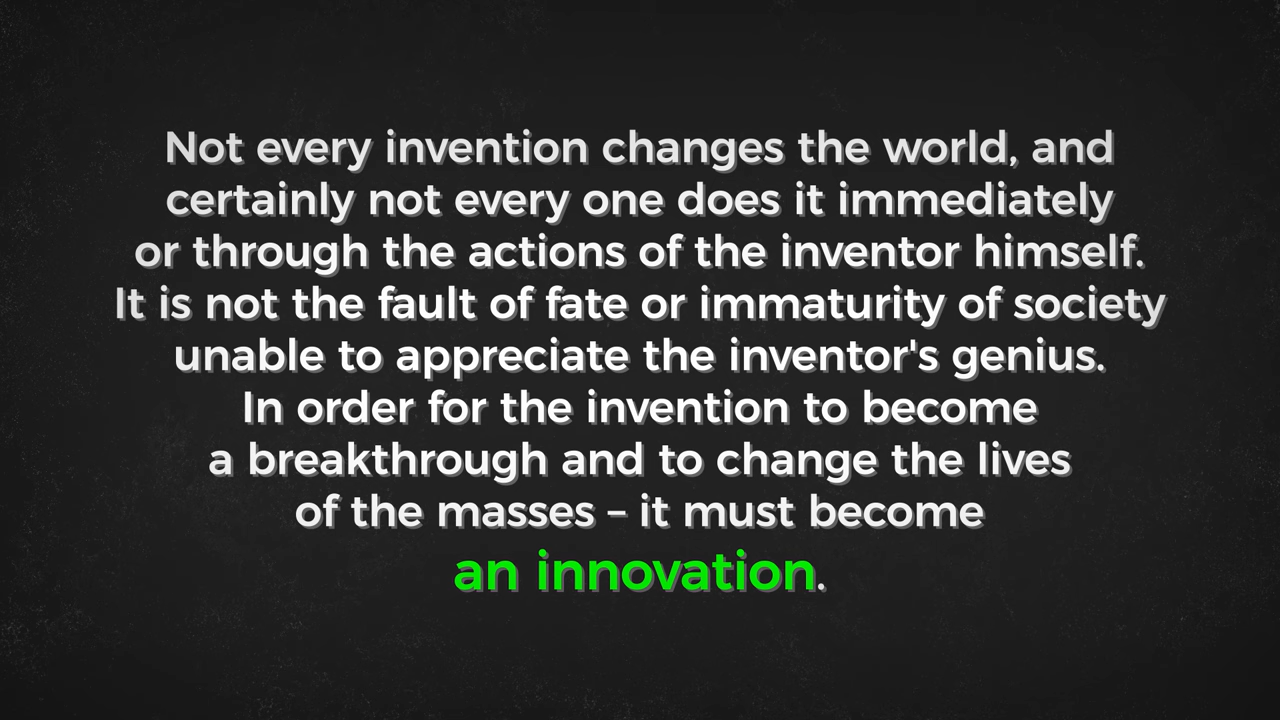 Not every invention changes the world, and
certainly not every one does it immediately
or through the actions of the inventor himself.
It is not the fault of fate or immaturity of society
unable to appreciate the inventor's genius.
In order for the invention to become
a breakthrough and to change the lives
of the masses – it must become
an innovation.